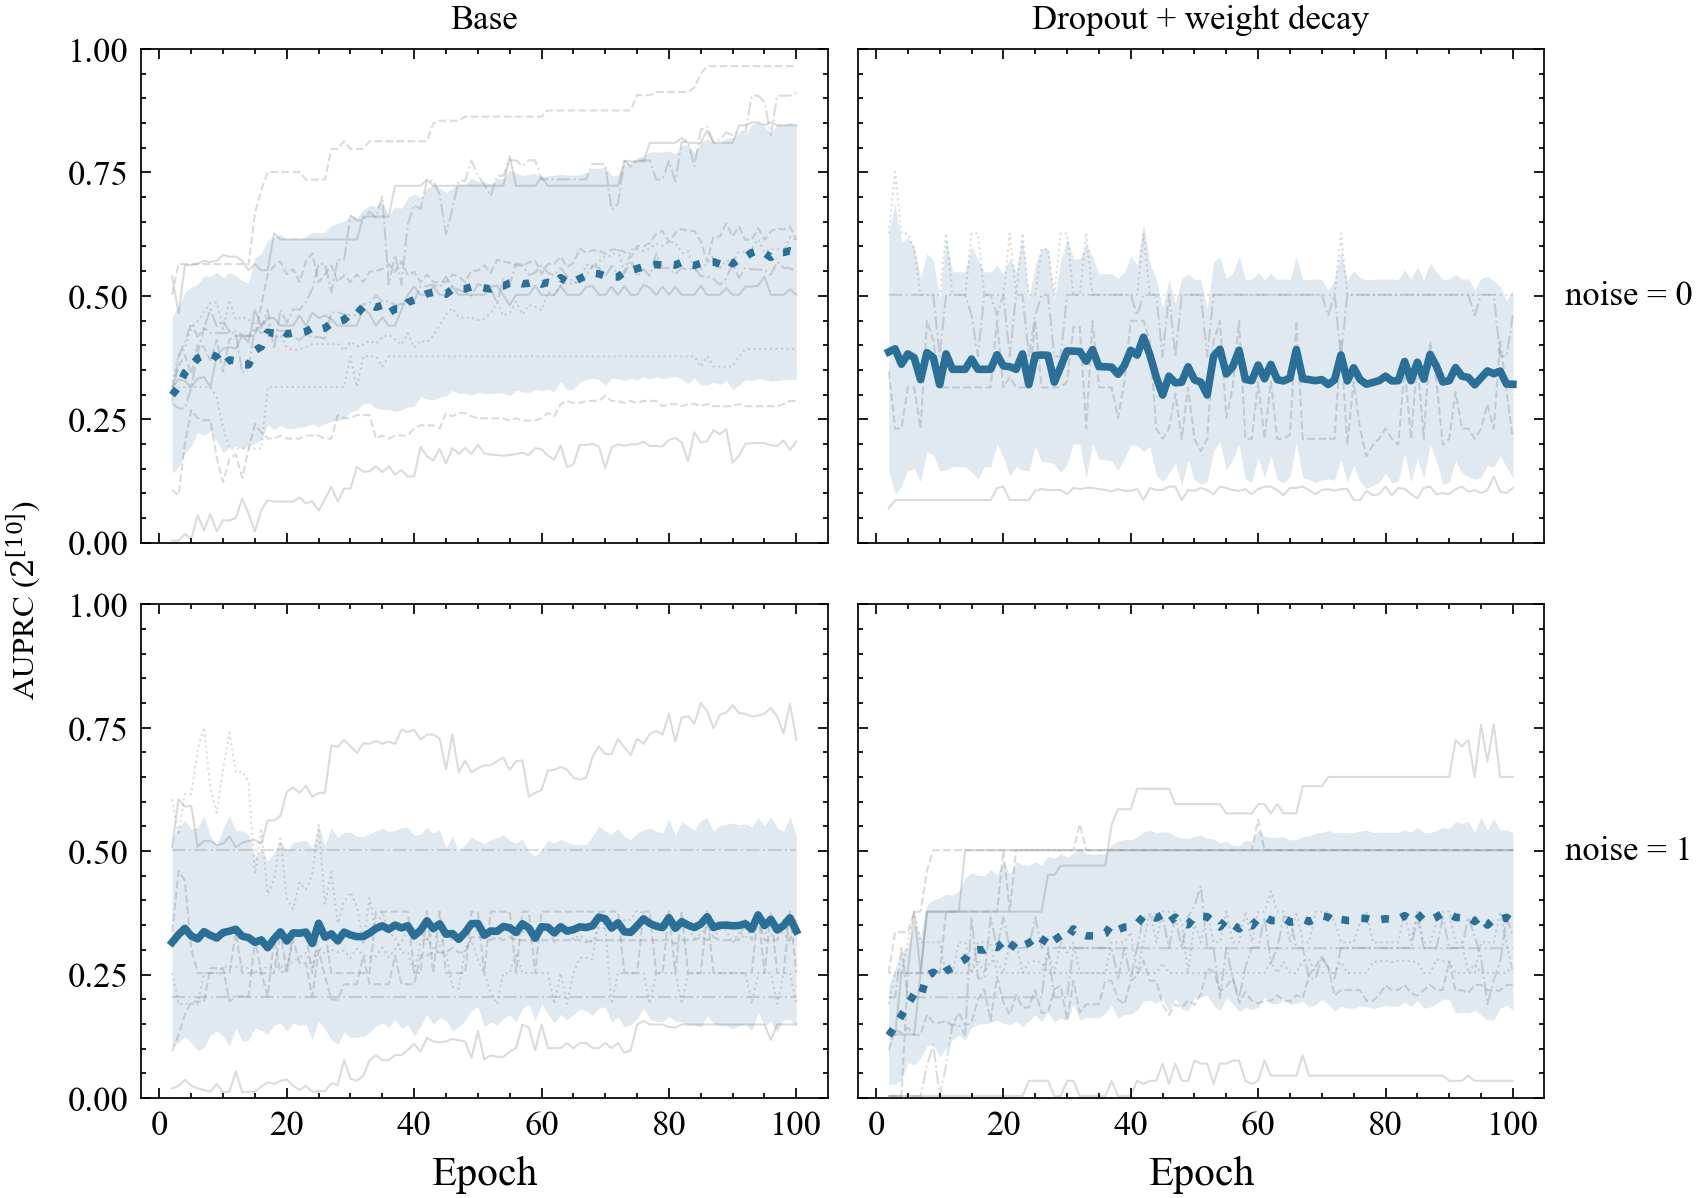 Base
Dropout + weight decay
1.00
0.75
0.50
0.25
0.00
noise = 0
AUPRC (2^[10])
1.00
0.75
0.50
0.25
0.00
noise = 1
0 20 40 60 80 100
0 20 40 60 80 100
Epoch
Epoch